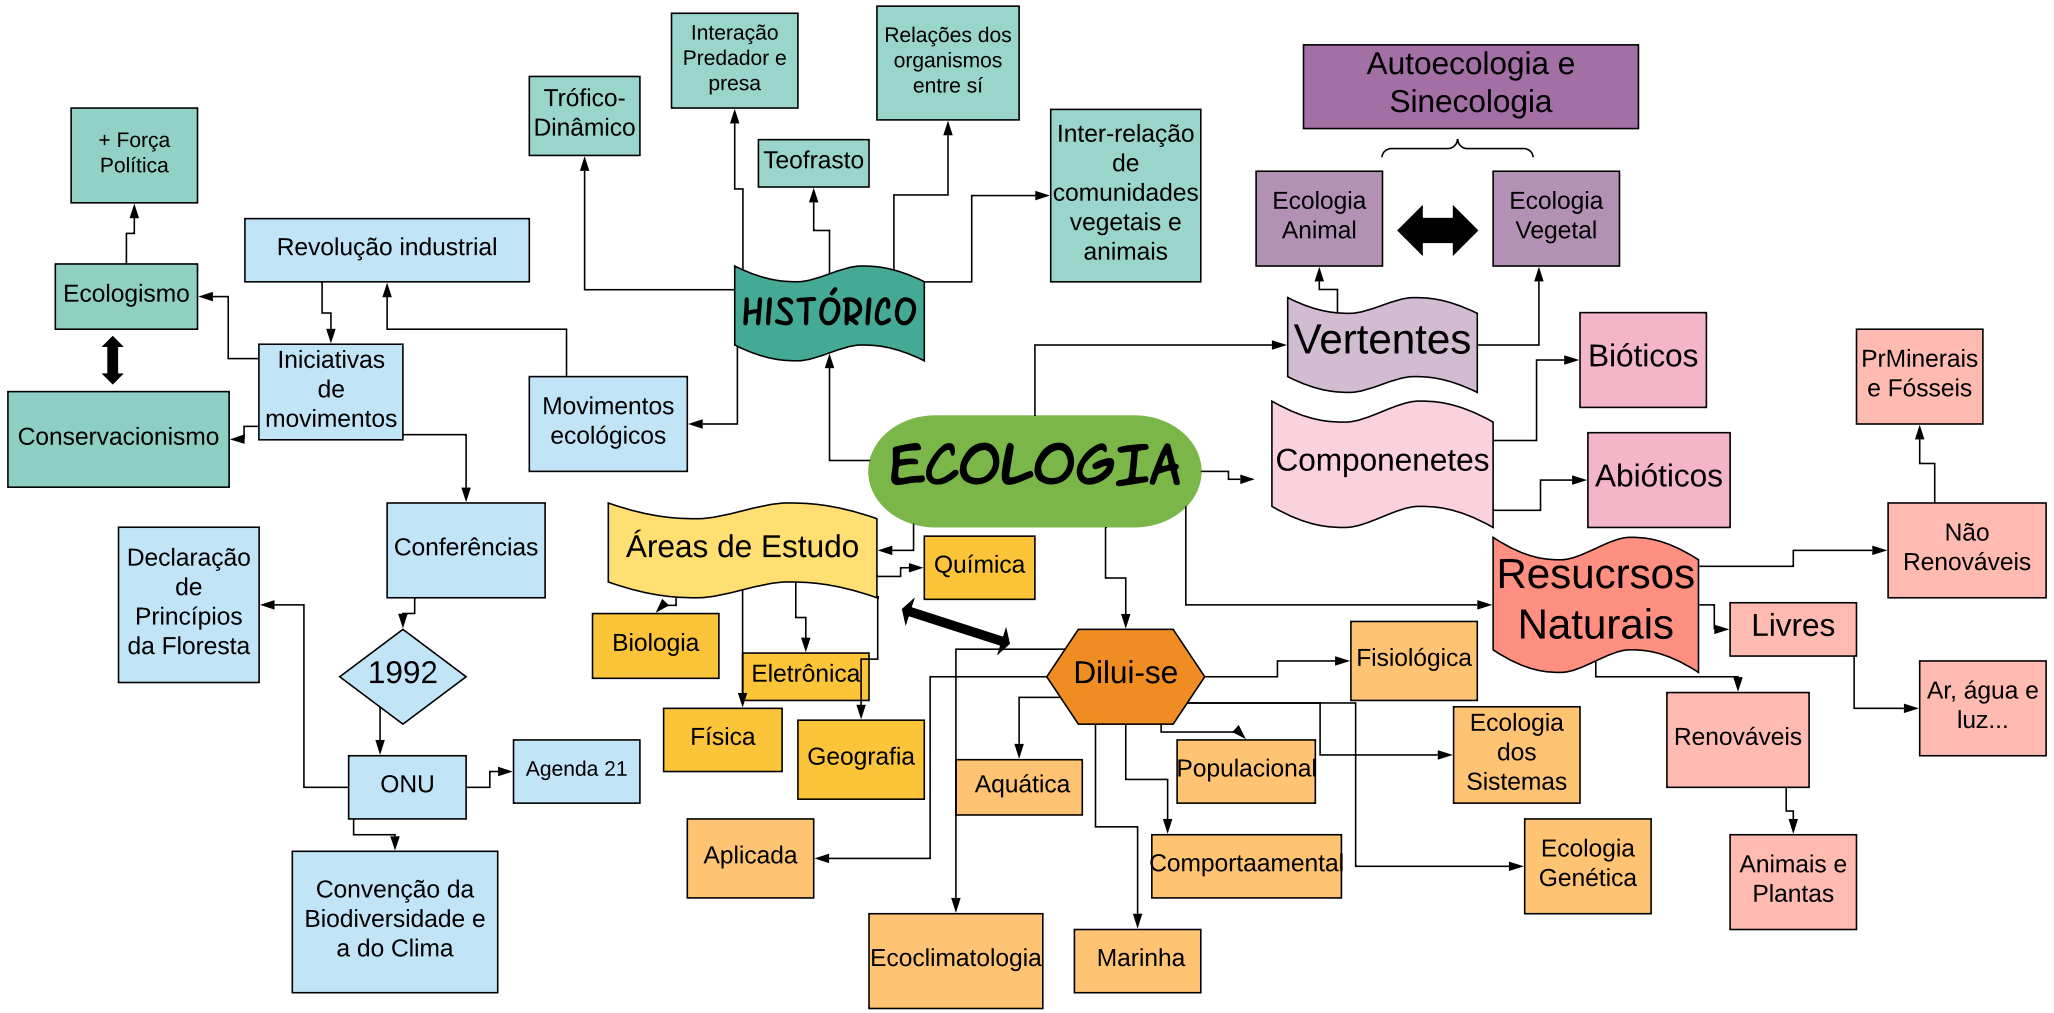 Interação
Predador e
presa
Relações dos
organismos
entre sí
Autoecologia e
Sinecologia
Trófico-
Dinâmico
+ Força
Política
Teofrasto
Inter-relação
de
comunidades
vegetais e
animais
Ecologia
Animal
Ecologia
Vegetal
Revolução industrial
Ecologismo
HISTÓRICO
Vertentes
Bióticos
PrMinerais
e Fósseis
Iniciativas
de
movimentos
Conservacionismo
Movimentos
ecológicos
ECOLOGIA
Componenetes
Abióticos
Conferências
Áreas de Estudo
Química
Não
Renováveis
Declaração
de
Princípios
da Floresta
Resucrsos
Naturais
Livres
Biologia
Eletrônica
1992
Dilui-se
Fisiológica
Ar, água e
luz...
Física
Geografia
Ecologia
dos
Sistemas
Renováveis
ONU
Agenda 21
Aquática
Populacional
Aplicada
Comportaamental
Ecologia
Genética
Animais e
Plantas
Convenção da
Biodiversidade e
a do Clima
Ecoclimatologia
Marinha